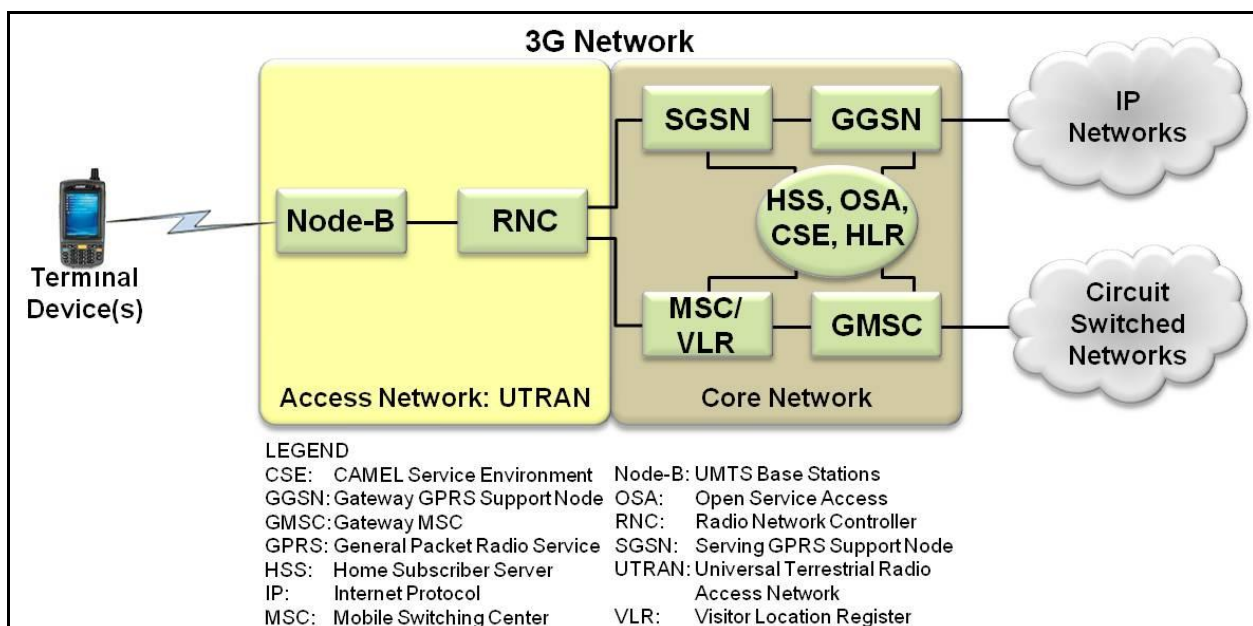 3G Network
SGSN
GGSN
IP
Networks
HSS, OSA,
CSE, HLR
Node-B
RNC
Terminal
Device(s)
MSC/
VLR
GMSC
Circuit
Switched
Networks
Access Network: UTRAN
Core Network
LEGEND
CSE: CAMEL Service Environment
GGSN: Gateway GPRS Support Node
GMSC: Gateway MSC
GPRS: General Packet Radio Service
HSS: Home Subscriber Server
IP: Internet Protocol
MSC: Mobile Switching Center
Node-B: UMTS Base Stations
OSA: Open Service Access
RNC: Radio Network Controller
SGSN: Serving GPRS Support Node
UTRAN: Universal Terrestrial Radio
Access Network
VLR: Visitor Location Register